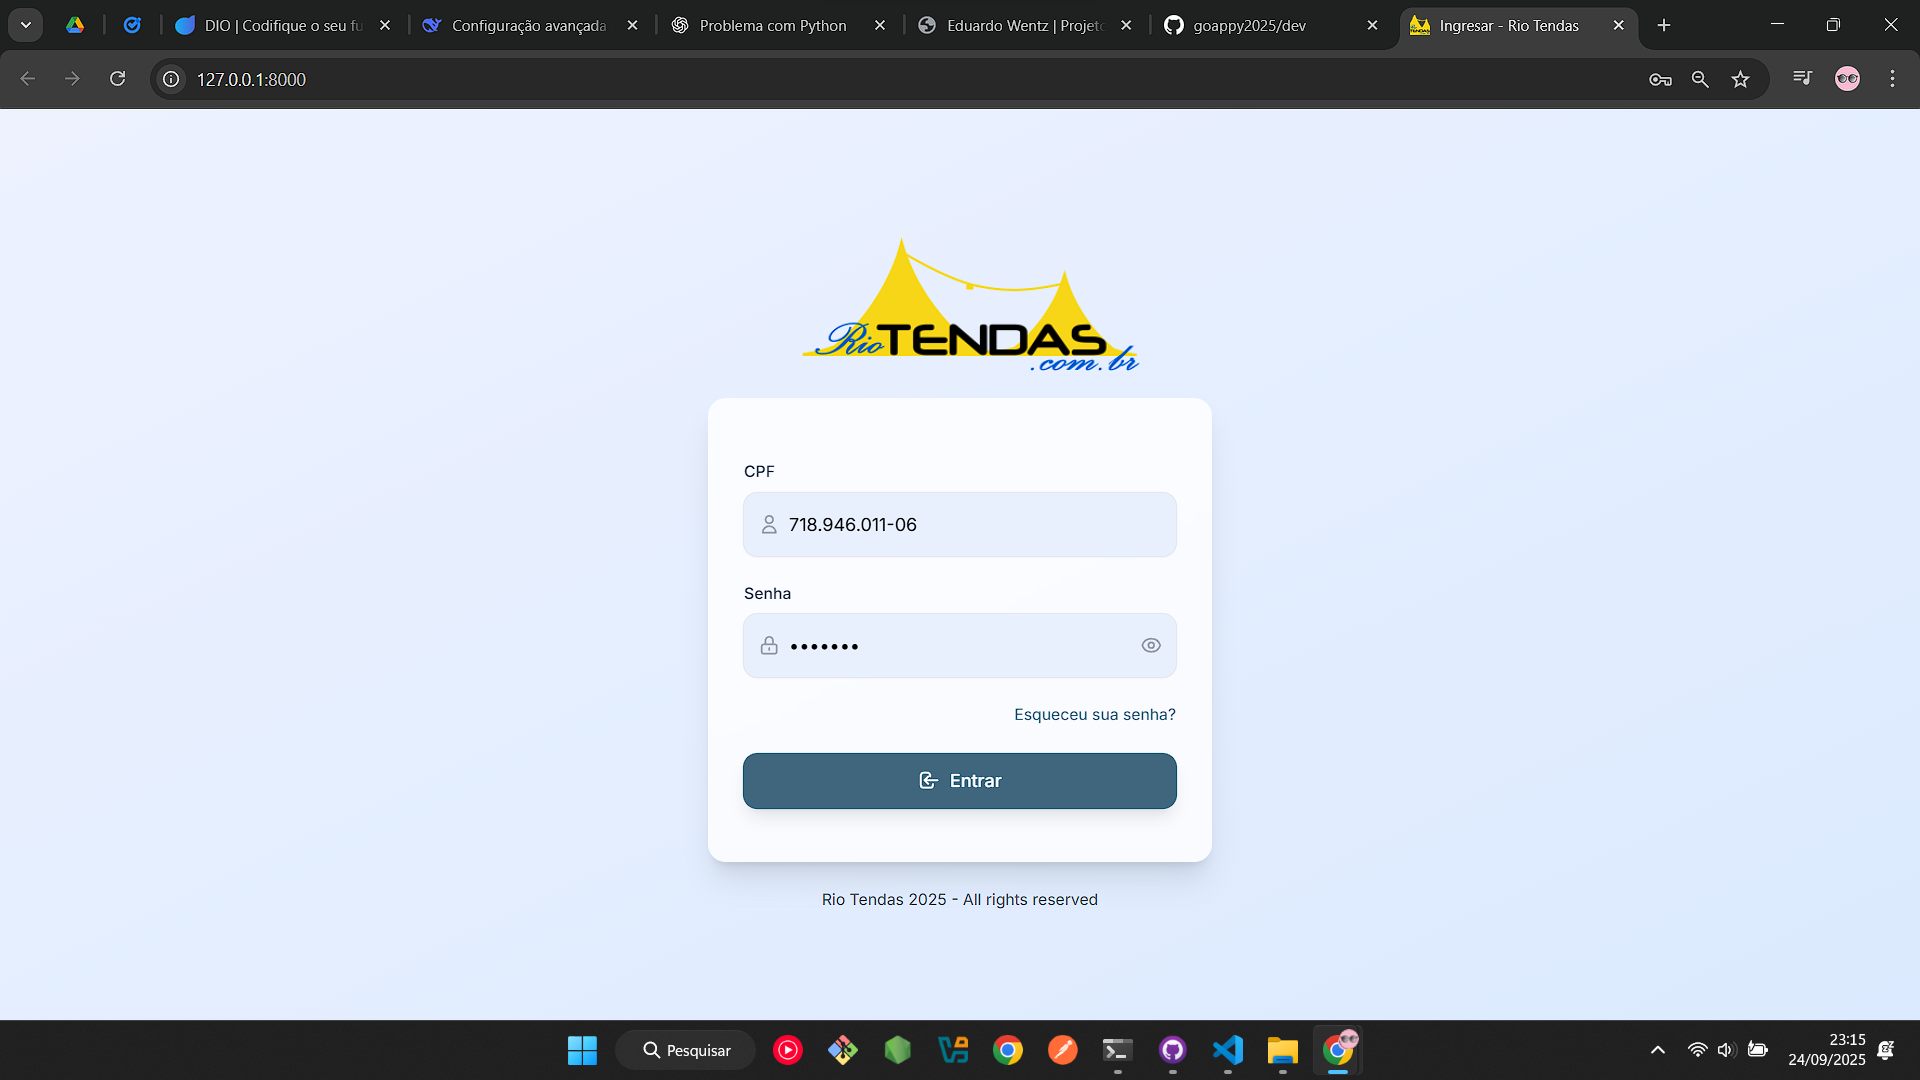 DIO | Codifique o seu fu
Configuração avançada
Problema com Python
Eduardo Wentz | Projeto
goappy2025/dev
Ingresar - Rio Tendas
127.0.0.1:8000
Rio TENDAS
.com.br
CPF
718.946.011-06
Senha
•••••••
Esqueceu sua senha?
Entrar
Rio Tendas 2025 - All rights reserved
Pesquisar
23:15
24/09/2025